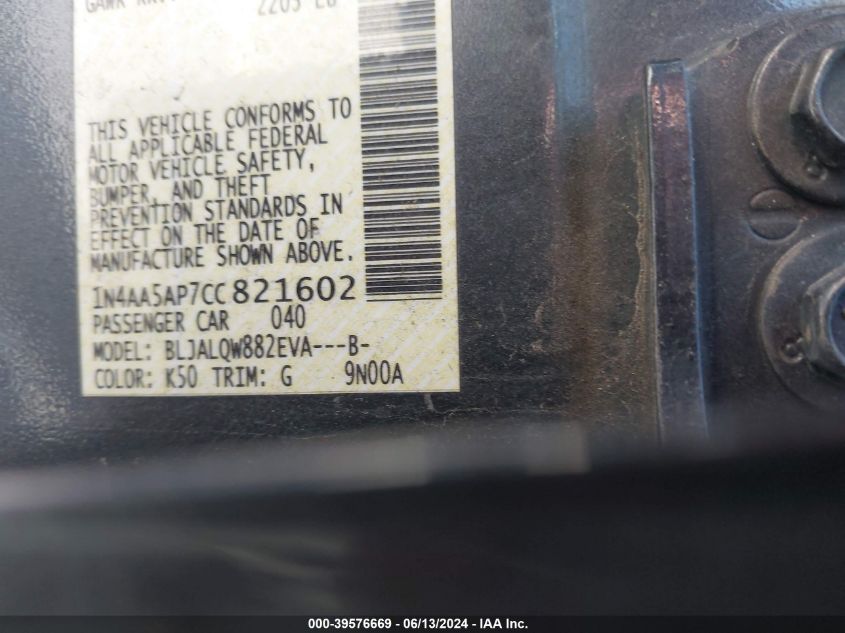 2205 LB
THIS VEHICLE CONFORMS TO
ALL APPLICABLE FEDERAL
MOTOR VEHICLE SAFETY,
BUMPER, AND THEFT
PREVENTION STANDARDS IN
EFFECT ON THE DATE OF
MANUFACTURE SHOWN ABOVE.
1N4AA5AP7CC821602
PASSENGER CAR 040
MODEL: BLJALQW882EVA---B-
COLOR: K50 TRIM: G 9N00A
000-39576669 - 06/13/2024 - IAA Inc.